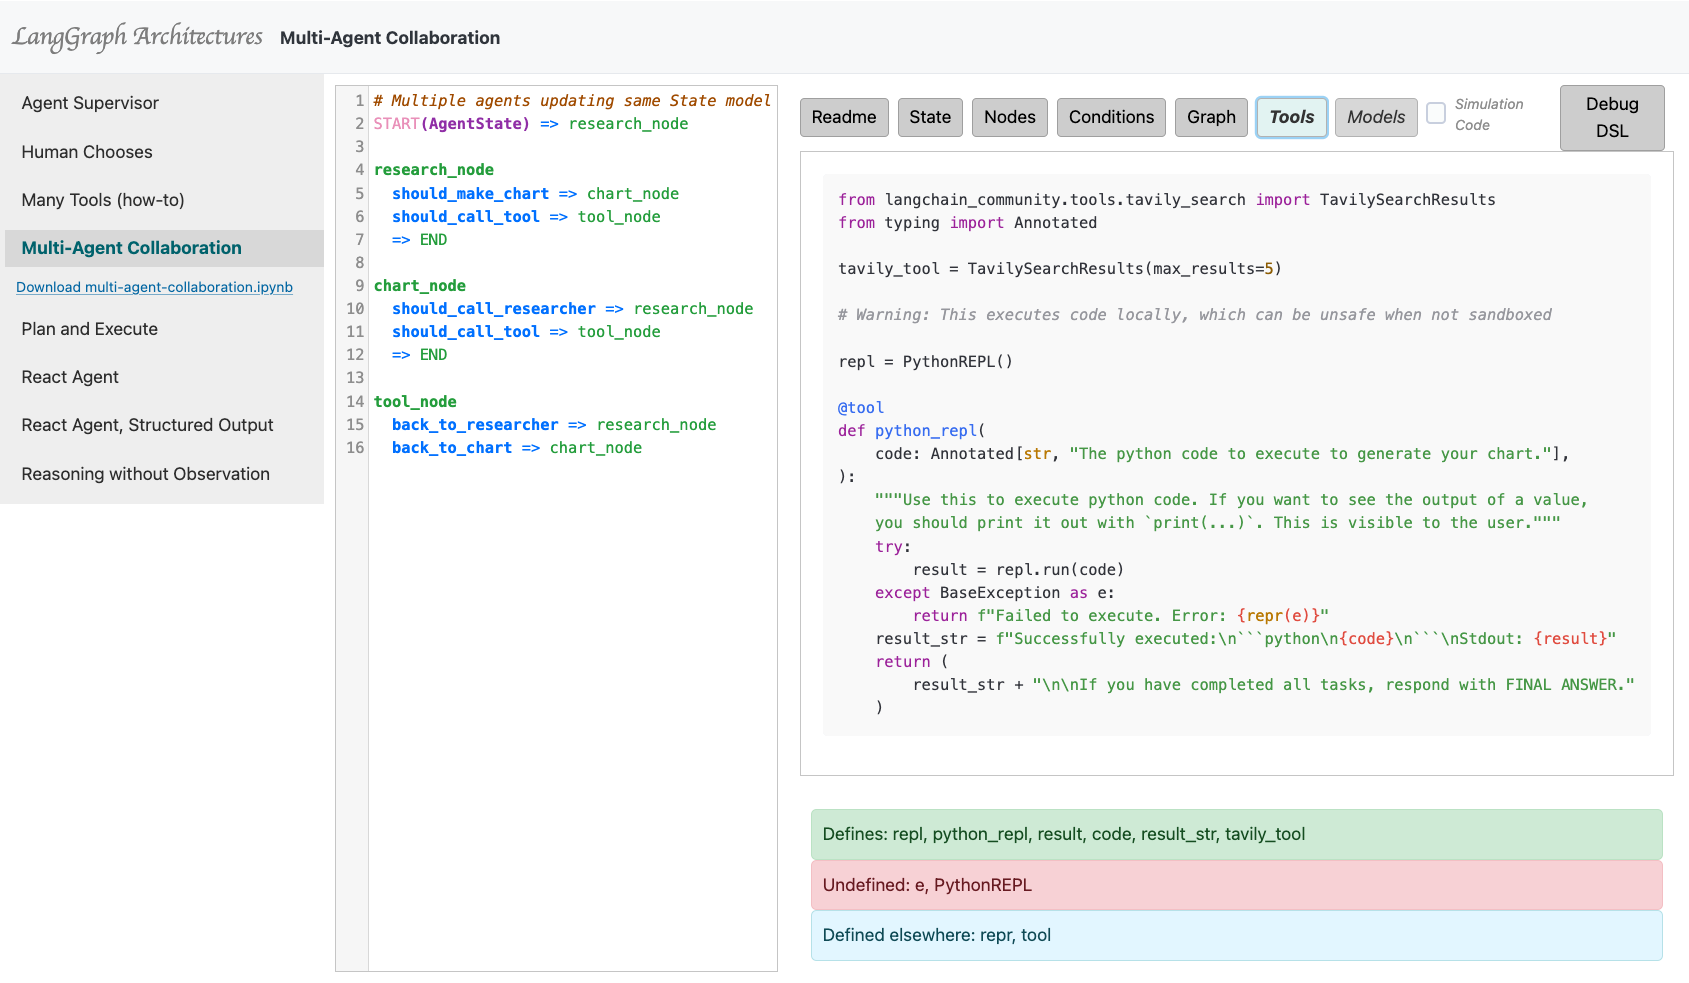 LangGraph Architectures
Multi-Agent Collaboration
Agent Supervisor
Human Chooses
Many Tools (how-to)
Multi-Agent Collaboration
Download multi-agent-collaboration.ipynb
Plan and Execute
React Agent
React Agent, Structured Output
Reasoning without Observation
1 # Multiple agents updating same State model
2 START(AgentState) => research_node
3
4 research_node
5   should_make_chart => chart_node
6   should_call_tool => tool_node
7   => END
8
9 chart_node
10   should_call_researcher => research_node
11   should_call_tool => tool_node
12   => END
13
14 tool_node
15   back_to_researcher => research_node
16   back_to_chart => chart_node
Readme
State
Nodes
Conditions
Graph
Tools
Models
Simulation
Code
Debug
DSL
from langchain_community.tools.tavily_search import TavilySearchResults
from typing import Annotated
tavily_tool = TavilySearchResults(max_results=5)
# Warning: This executes code locally, which can be unsafe when not sandboxed
repl = PythonREPL()
@tool
def python_repl(
    code: Annotated[str, "The python code to execute to generate your chart."],
):
    """Use this to execute python code. If you want to see the output of a value,
    you should print it out with `print(...)`. This is visible to the user."""
    try:
        result = repl.run(code)
    except BaseException as e:
        return f"Failed to execute. Error: {repr(e)}"
    result_str = f"Successfully executed:\n```python\n{code}\n```\nStdout: {result}"
    return (
        result_str + "\n\nIf you have completed all tasks, respond with FINAL ANSWER."
    )
Defines: repl, python_repl, result, code, result_str, tavily_tool
Undefined: e, PythonREPL
Defined elsewhere: repr, tool